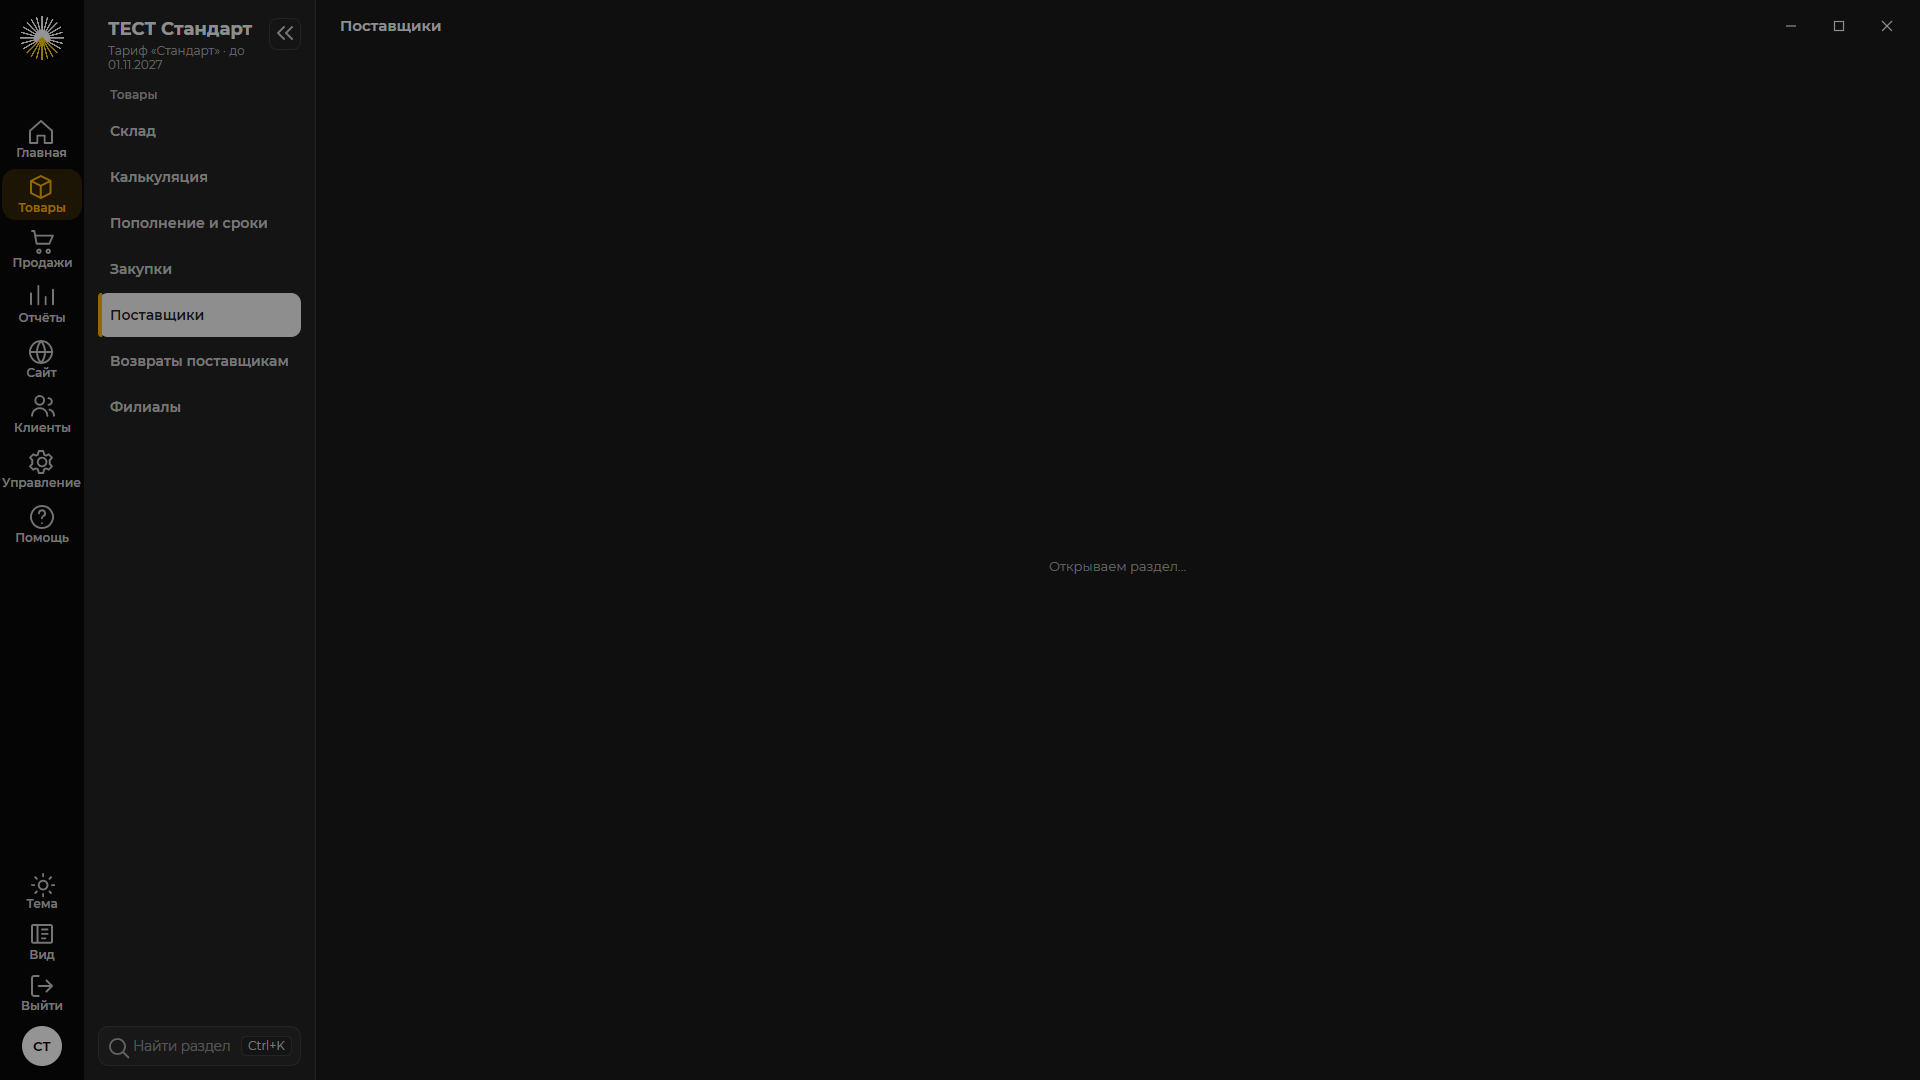 ТЕСТ Стандарт
Тариф «Стандарт» · до
01.11.2027
Поставщики
Товары
Склад
Калькуляция
Пополнение и сроки
Закупки
Поставщики
Возвраты поставщикам
Филиалы
Главная
Товары
Продажи
Отчёты
Сайт
Клиенты
Управление
Помощь
Открываем раздел...
Тема
Вид
Выйти
СТ
Найти раздел
Ctrl+K